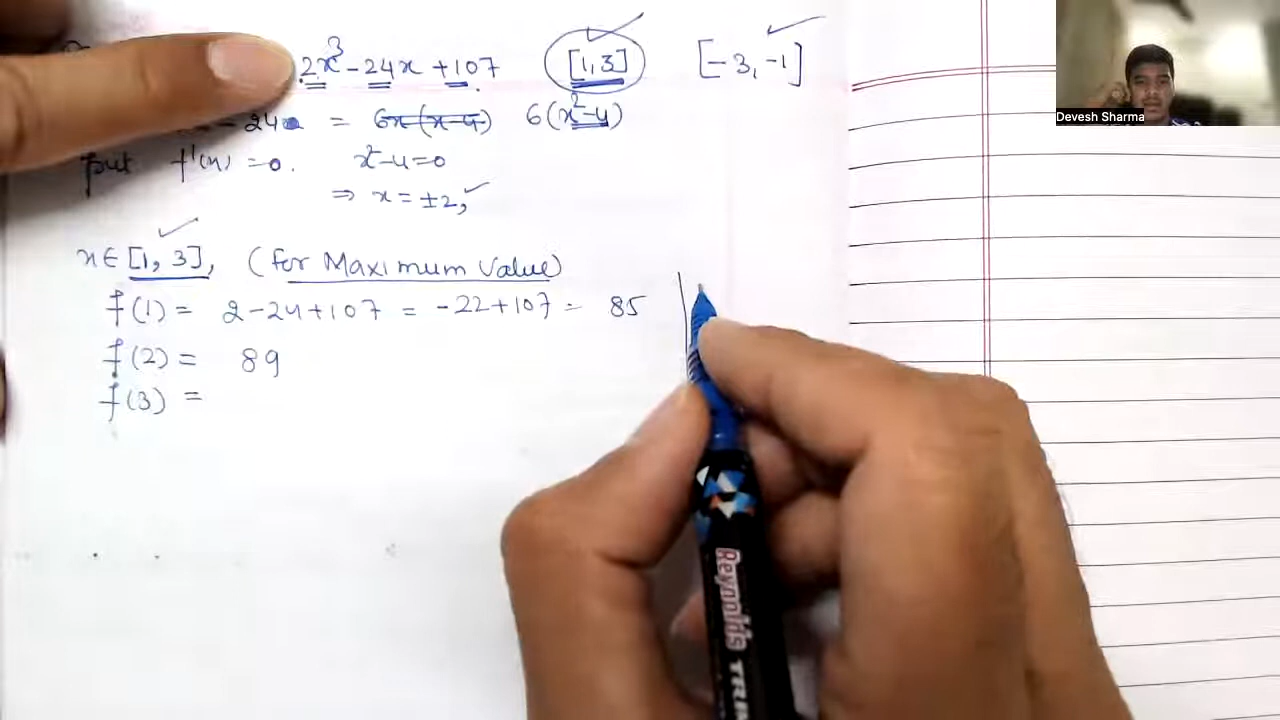 2x³ - 24x + 107 [1, 3] [-3, -1]
- 24 = 6x(x-4) 6(x²-4)
put f'(x) = 0. x²-4=0
⇒ x = ±2,
x ∈ [1, 3], (for Maximum Value)
f(1) = 2-24+107 = -22+107 = 85
f(2) = 89
f(3) =
Devesh Sharma
Reynolds